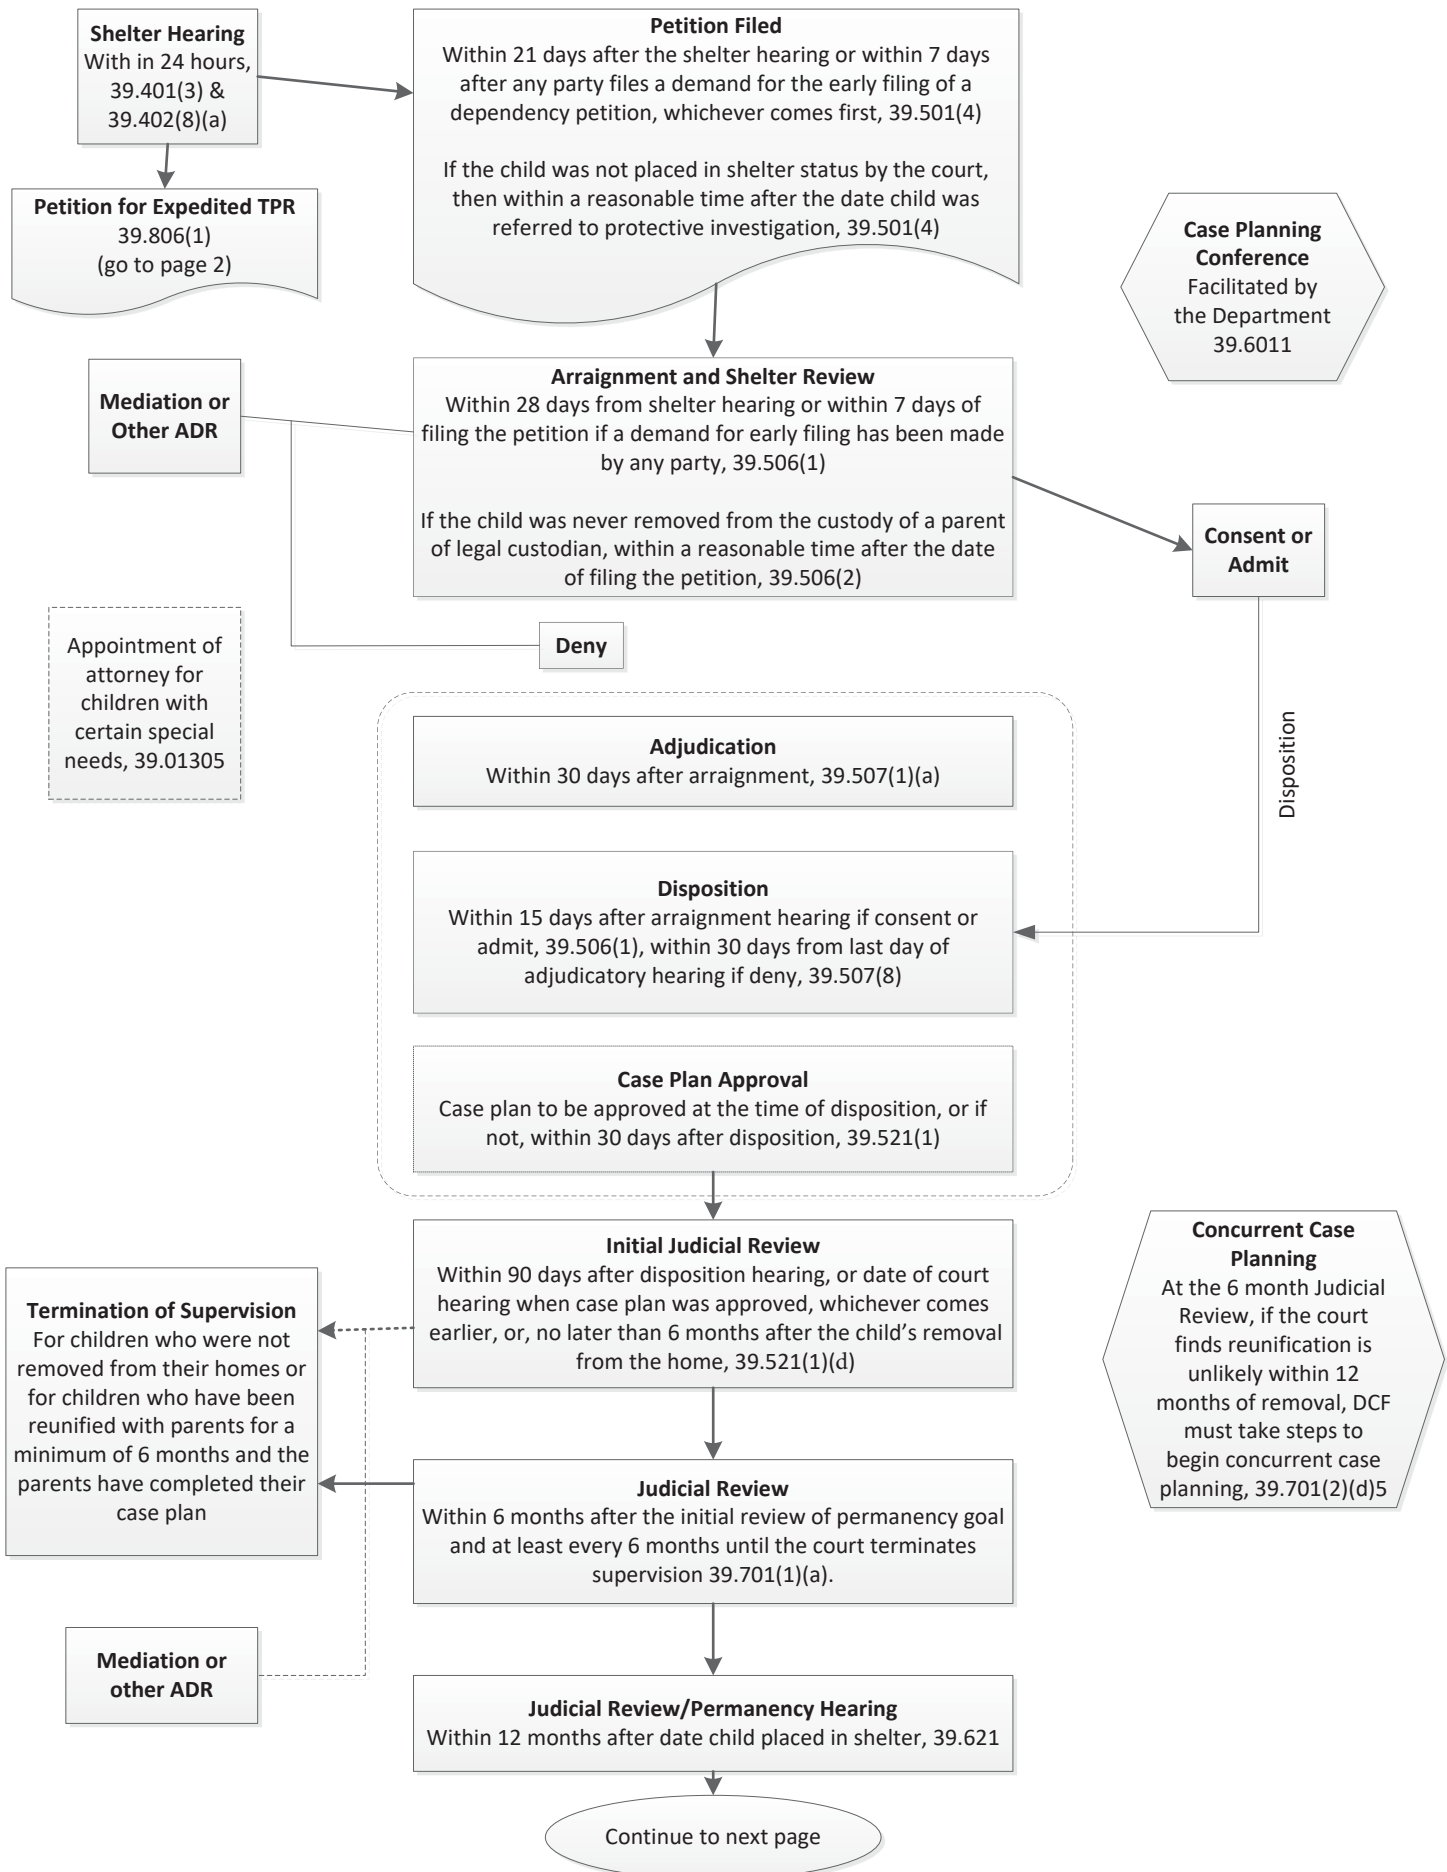 Shelter Hearing
With in 24 hours,
39.401(3) &
39.402(8)(a)
Petition Filed
Within 21 days after the shelter hearing or within 7 days
after any party files a demand for the early filing of a
dependency petition, whichever comes first, 39.501(4)
If the child was not placed in shelter status by the court,
then within a reasonable time after the date child was
referred to protective investigation, 39.501(4)
Petition for Expedited TPR
39.806(1)
(go to page 2)
Case Planning
Conference
Facilitated by
the Department
39.6011
Mediation or
Other ADR
Arraignment and Shelter Review
Within 28 days from shelter hearing or within 7 days of
filing the petition if a demand for early filing has been made
by any party, 39.506(1)
If the child was never removed from the custody of a parent
of legal custodian, within a reasonable time after the date
of filing the petition, 39.506(2)
Consent or
Admit
Deny
Appointment of
attorney for
children with
certain special
needs, 39.01305
Adjudication
Within 30 days after arraignment, 39.507(1)(a)
Disposition
Disposition
Within 15 days after arraignment hearing if consent or
admit, 39.506(1), within 30 days from last day of
adjudicatory hearing if deny, 39.507(8)
Case Plan Approval
Case plan to be approved at the time of disposition, or if
not, within 30 days after disposition, 39.521(1)
Initial Judicial Review
Within 90 days after disposition hearing, or date of court
hearing when case plan was approved, whichever comes
earlier, or, no later than 6 months after the child’s removal
from the home, 39.521(1)(d)
Termination of Supervision
For children who were not
removed from their homes or
for children who have been
reunified with parents for a
minimum of 6 months and the
parents have completed their
case plan
Concurrent Case
Planning
At the 6 month Judicial
Review, if the court
finds reunification is
unlikely within 12
months of removal, DCF
must take steps to
begin concurrent case
planning, 39.701(2)(d)5
Judicial Review
Within 6 months after the initial review of permanency goal
and at least every 6 months until the court terminates
supervision 39.701(1)(a).
Mediation or
other ADR
Judicial Review/Permanency Hearing
Within 12 months after date child placed in shelter, 39.621
Continue to next page